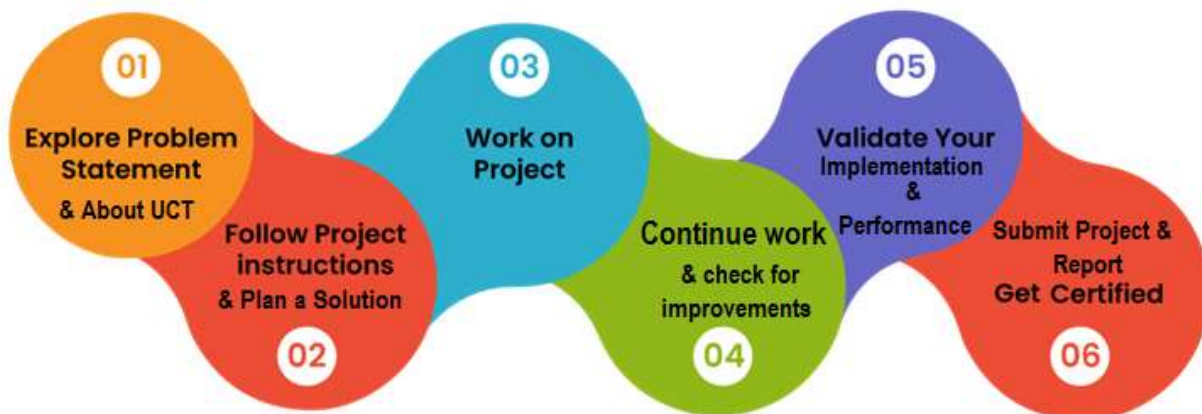 01
Explore Problem
Statement
& About UCT
Follow Project
instructions
& Plan a Solution
02
03
Work on
Project
Continue work
& check for
improvements
04
05
Validate Your
Implementation
&
Performance
Submit Project &
Report
Get Certified
06